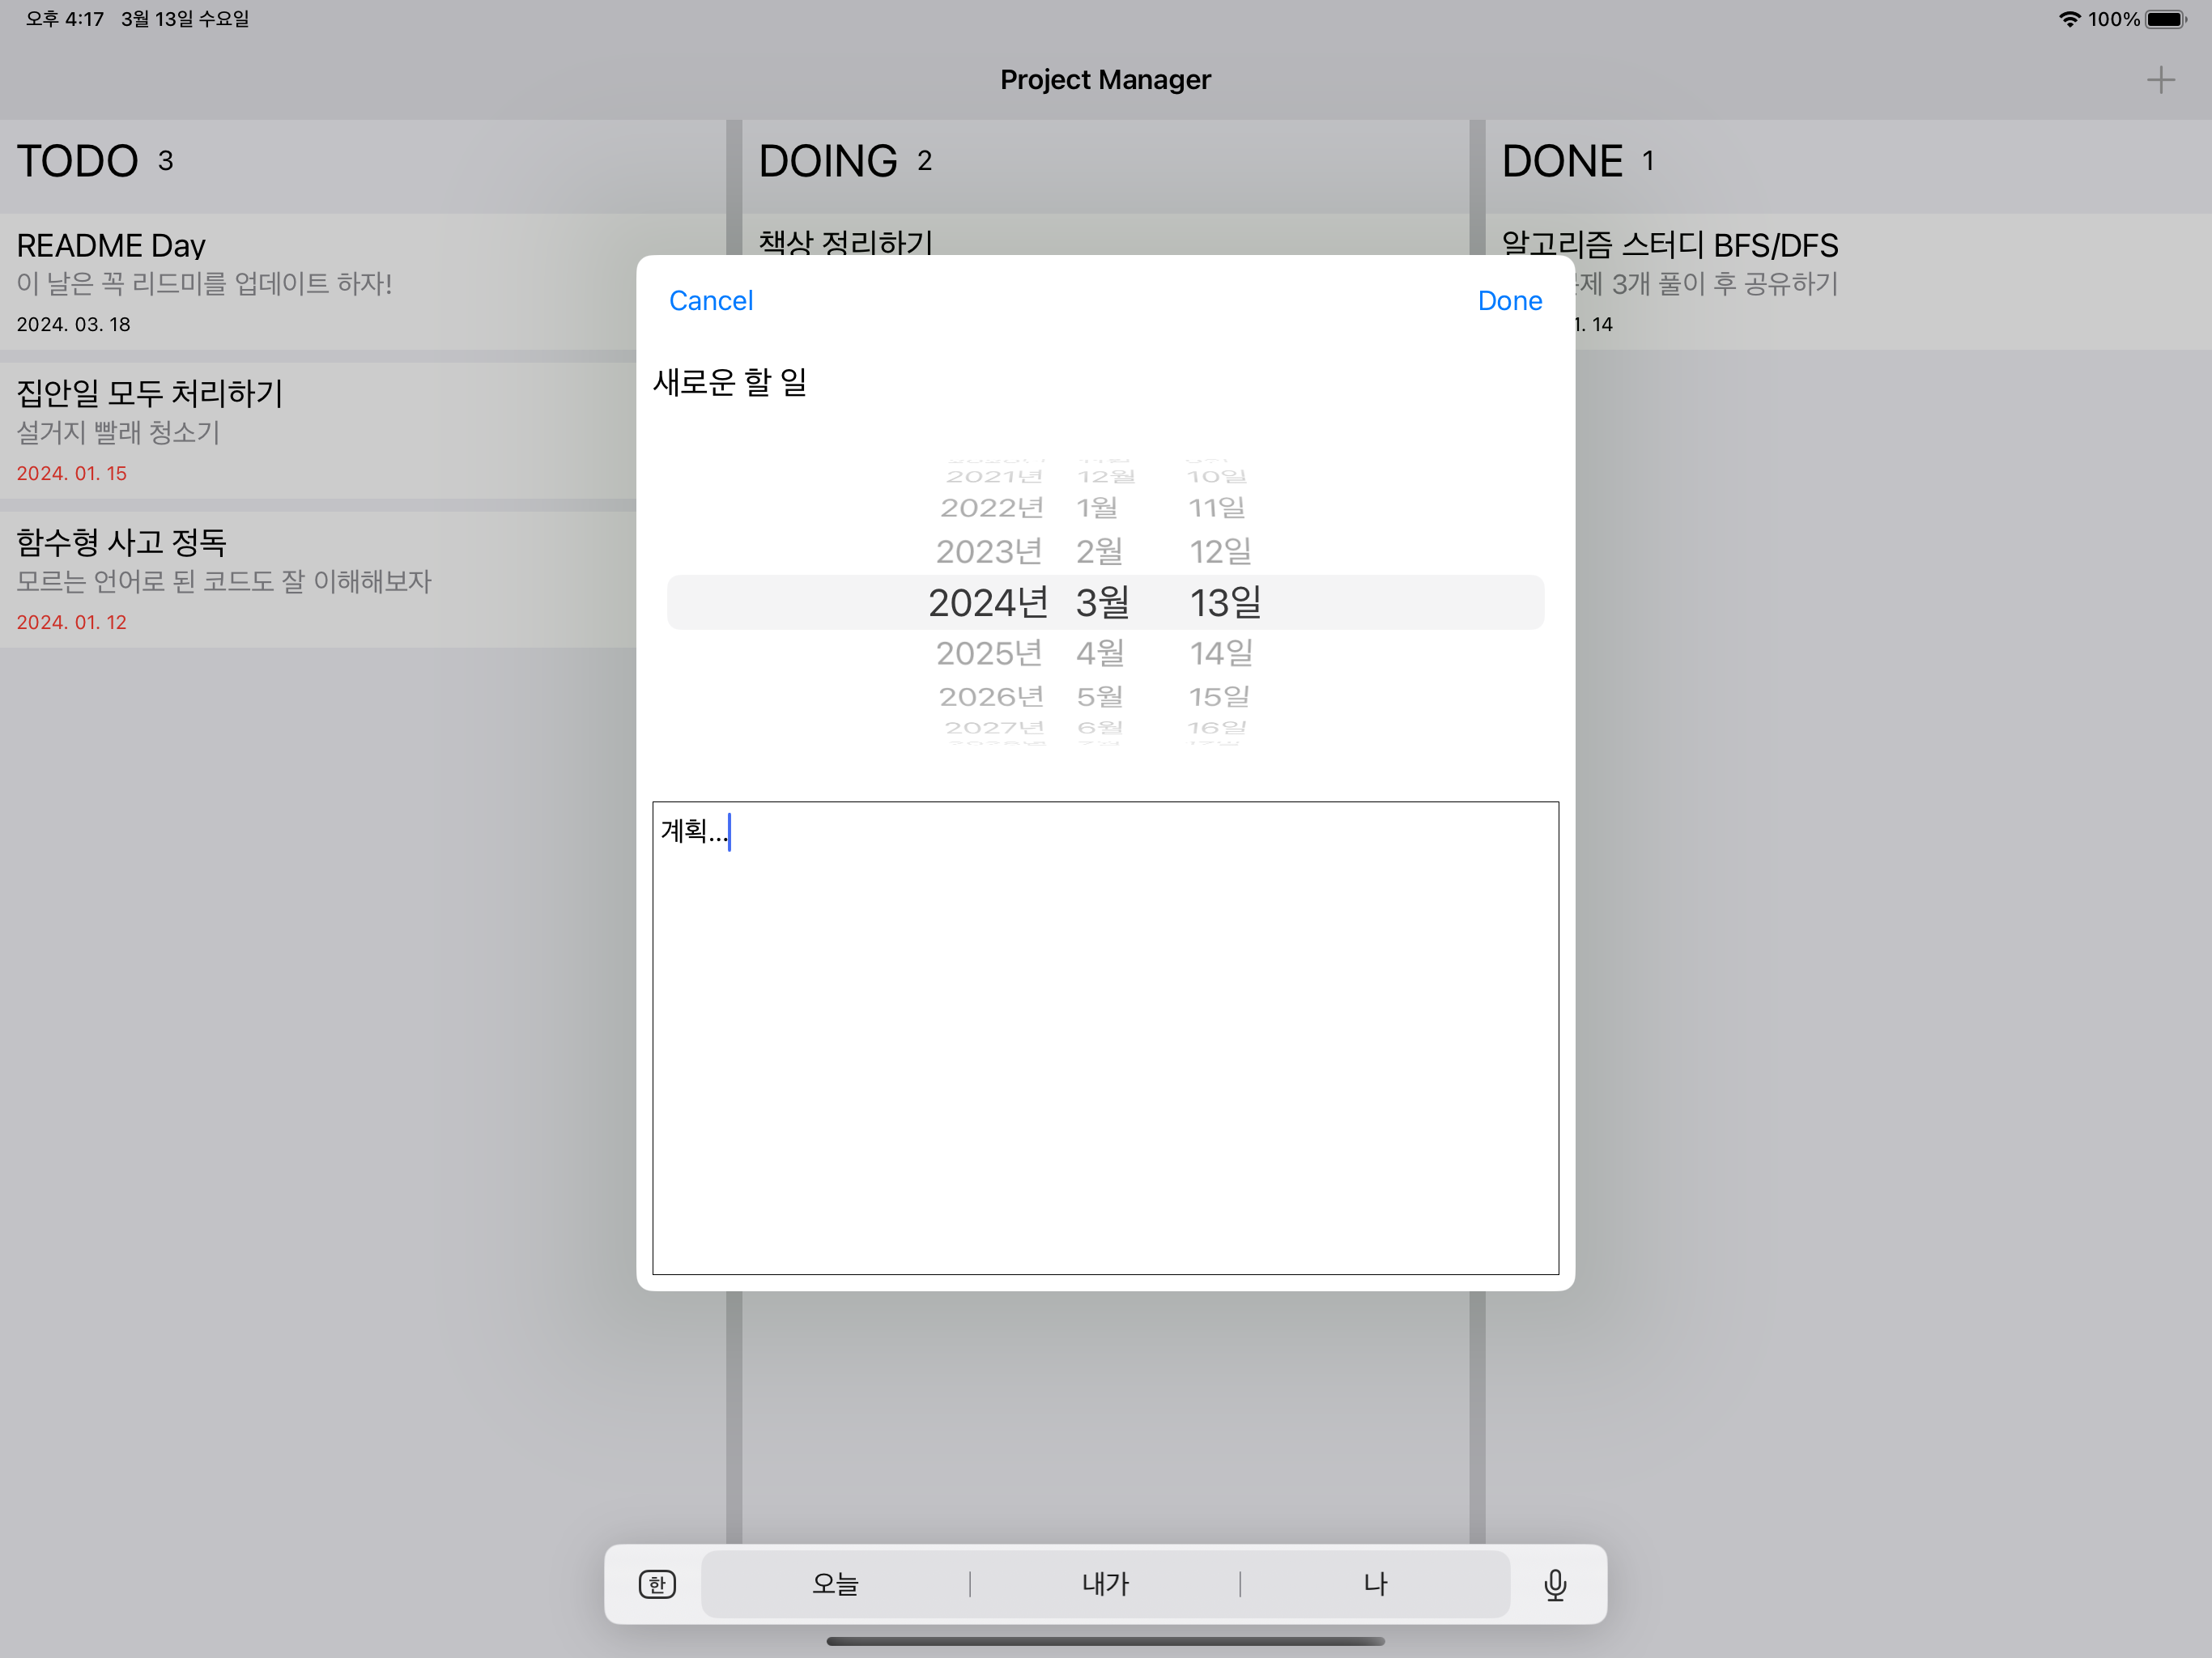 오후 4:17 3월 13일 수요일
100%
Project Manager
TODO 3
DOING 2
DONE 1
README Day
이 날은 꼭 리드미를 업데이트 하자!
2024. 03. 18
집안일 모두 처리하기
설거지 빨래 청소기
2024. 01. 15
함수형 사고 정독
모르는 언어로 된 코드도 잘 이해해보자
2024. 01. 12
책상 정리하기
알고리즘 스터디 BFS/DFS
3개 풀이 후 공유하기
14
Cancel
Done
새로운 할 일
2021년 12월 10일
2022년 1월 11일
2023년 2월 12일
2024년 3월 13일
2025년 4월 14일
2026년 5월 15일
2027년 6월 16일
계획...
한
오늘
내가
나